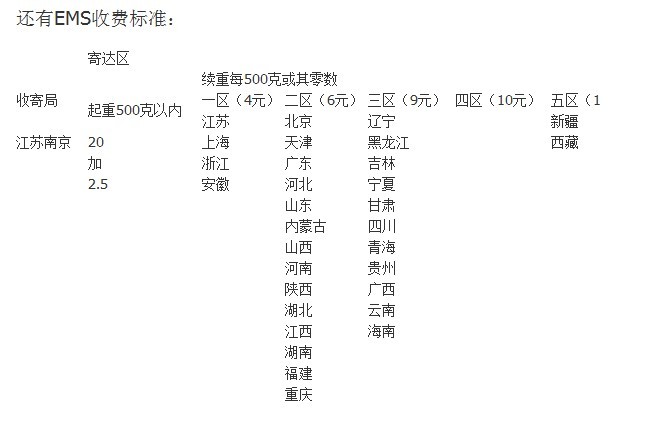 还有EMS收费标准：
寄达区
续重每500克或其零数
收寄局 起重500克以内 一区（4元） 二区（6元） 三区（9元） 四区（10元） 五区（1
江苏 北京 辽宁 新疆
江苏南京 20 上海 天津 黑龙江 西藏
加 浙江 广东 吉林
2.5 安徽 河北 宁夏
山东 甘肃
内蒙古 四川
山西 青海
河南 贵州
陕西 广西
湖北 云南
江西 海南
湖南
福建
重庆